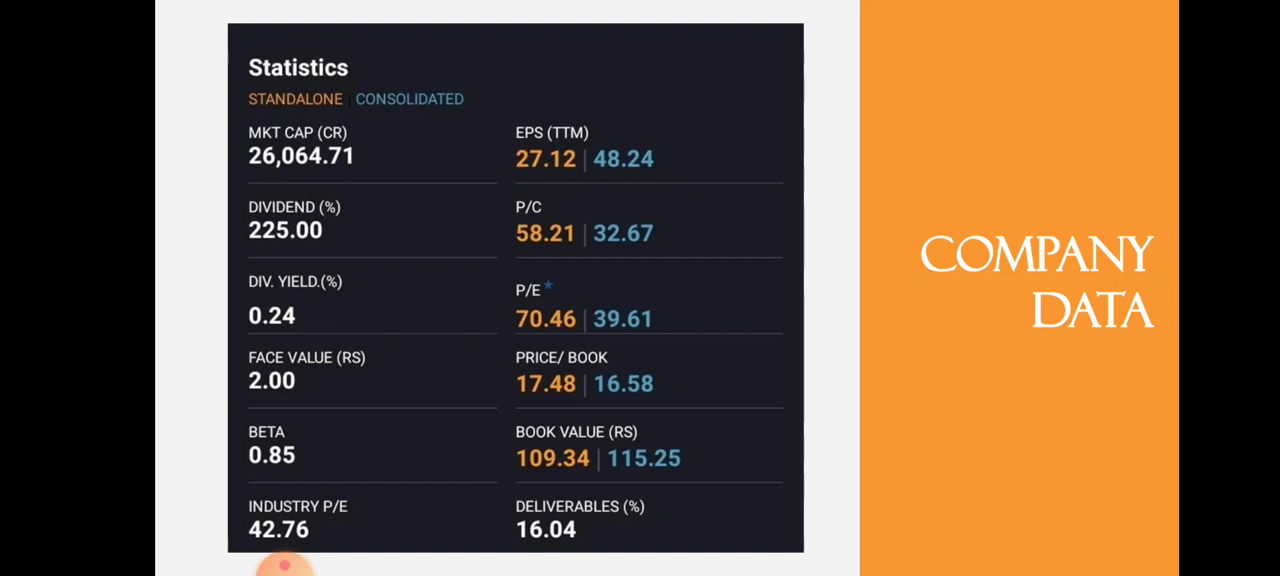 Statistics
STANDALONE | CONSOLIDATED
MKT CAP (CR)
26,064.71
EPS (TTM)
27.12 | 48.24
DIVIDEND (%)
225.00
P/C
58.21 | 32.67
DIV. YIELD.(%)
0.24
P/E *
70.46 | 39.61
FACE VALUE (RS)
2.00
PRICE/ BOOK
17.48 | 16.58
BETA
0.85
BOOK VALUE (RS)
109.34 | 115.25
INDUSTRY P/E
42.76
DELIVERABLES (%)
16.04
COMPANY
DATA